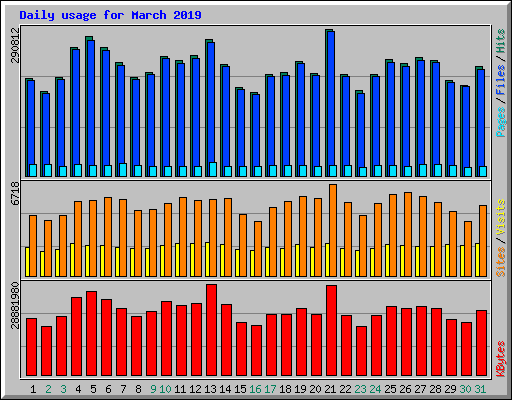 Daily usage for March 2019
290812
Pages/Files/Hits
6718
Sites/Visits
28881980
KBytes
1 2 3 4 5 6 7 8 9 10 11 12 13 14 15 16 17 18 19 20 21 22 23 24 25 26 27 28 29 30 31